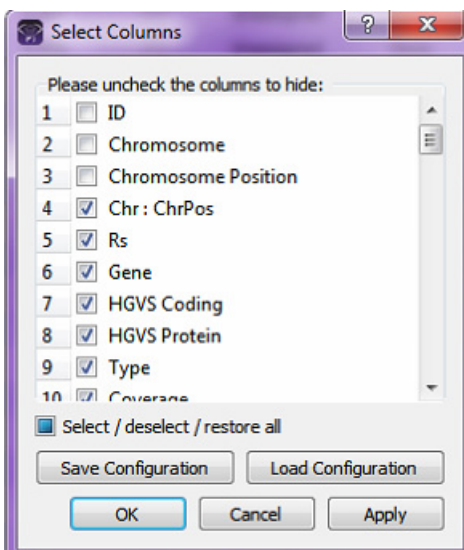 Select Columns
?
X
Please uncheck the columns to hide:
1 ID
2 Chromosome
3 Chromosome Position
4 Chr : ChrPos
5 Rs
6 Gene
7 HGVS Coding
8 HGVS Protein
9 Type
10 Coverage
Select / deselect / restore all
Save Configuration Load Configuration
OK Cancel Apply